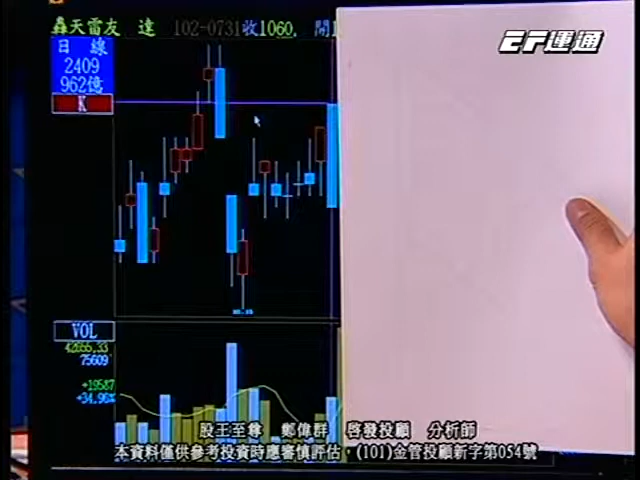 轟天雷友 達 102-0731收1060. 開
EF運通
日 線
2409
962億
K
VOL
42655.33
75609
+19587
+34.96%
股王至尊 鄭偉群 啓發投顧 分析師
本資料僅供參考投資時應審慎評估,(101)金管投顧新字第054號